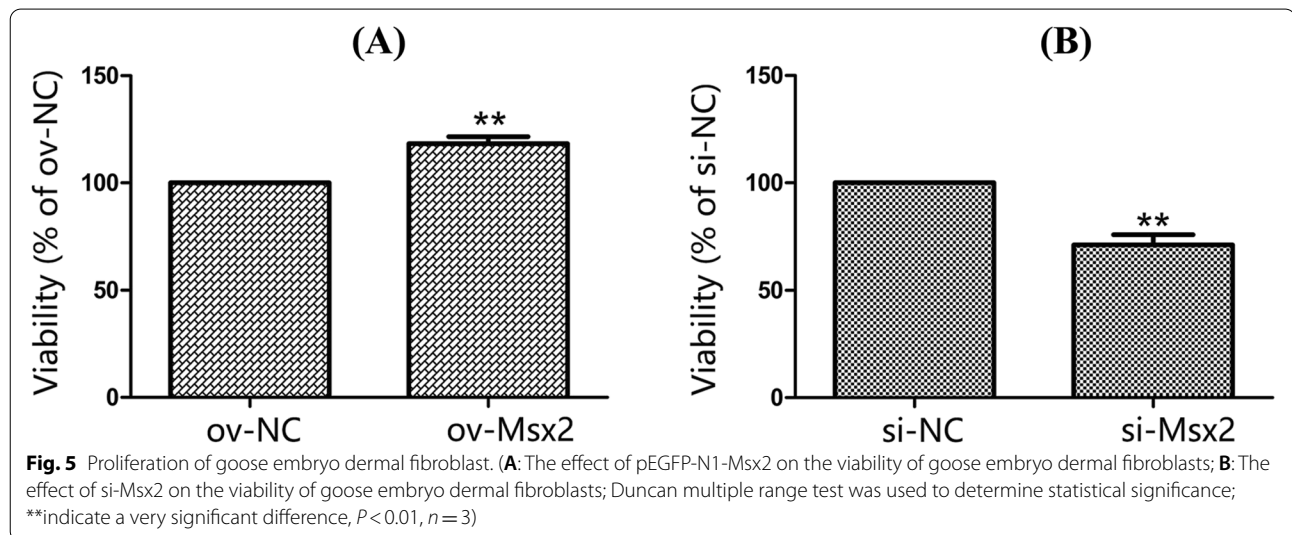 (A)
(B)
Viability (% of ov-NC)
150
100
50
0
**
ov-NC
ov-Msx2
Viability (% of si-NC)
150
100
50
0
**
si-NC
si-Msx2
Fig. 5 Proliferation of goose embryo dermal fibroblast. (A: The effect of pEGFP-N1-Msx2 on the viability of goose embryo dermal fibroblasts; B: The
effect of si-Msx2 on the viability of goose embryo dermal fibroblasts; Duncan multiple range test was used to determine statistical significance;
**indicate a very significant difference, P < 0.01, n = 3)